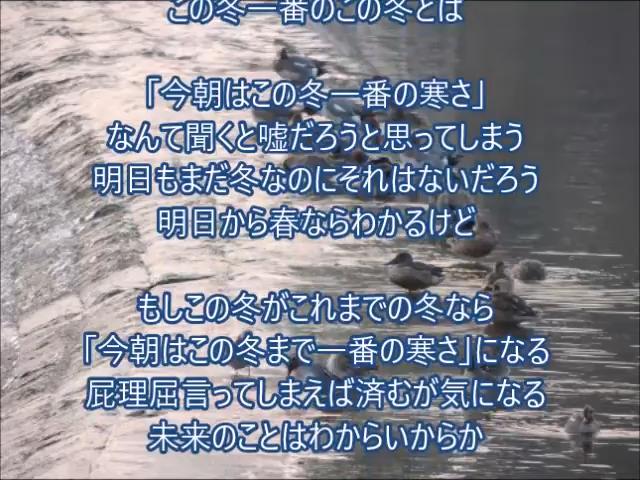 この冬一番のこの冬とは
「今朝はこの冬一番の寒さ」
なんて聞くと嘘だろうと思ってしまう
明日もまだ冬なのにそれはないだろう
明日から春ならわかるけど
もしこの冬がこれまでの冬なら
「今朝はこの冬まで一番の寒さ」になる
屁理屈言ってしまえば済むが気になる
未来のことはわからいからか